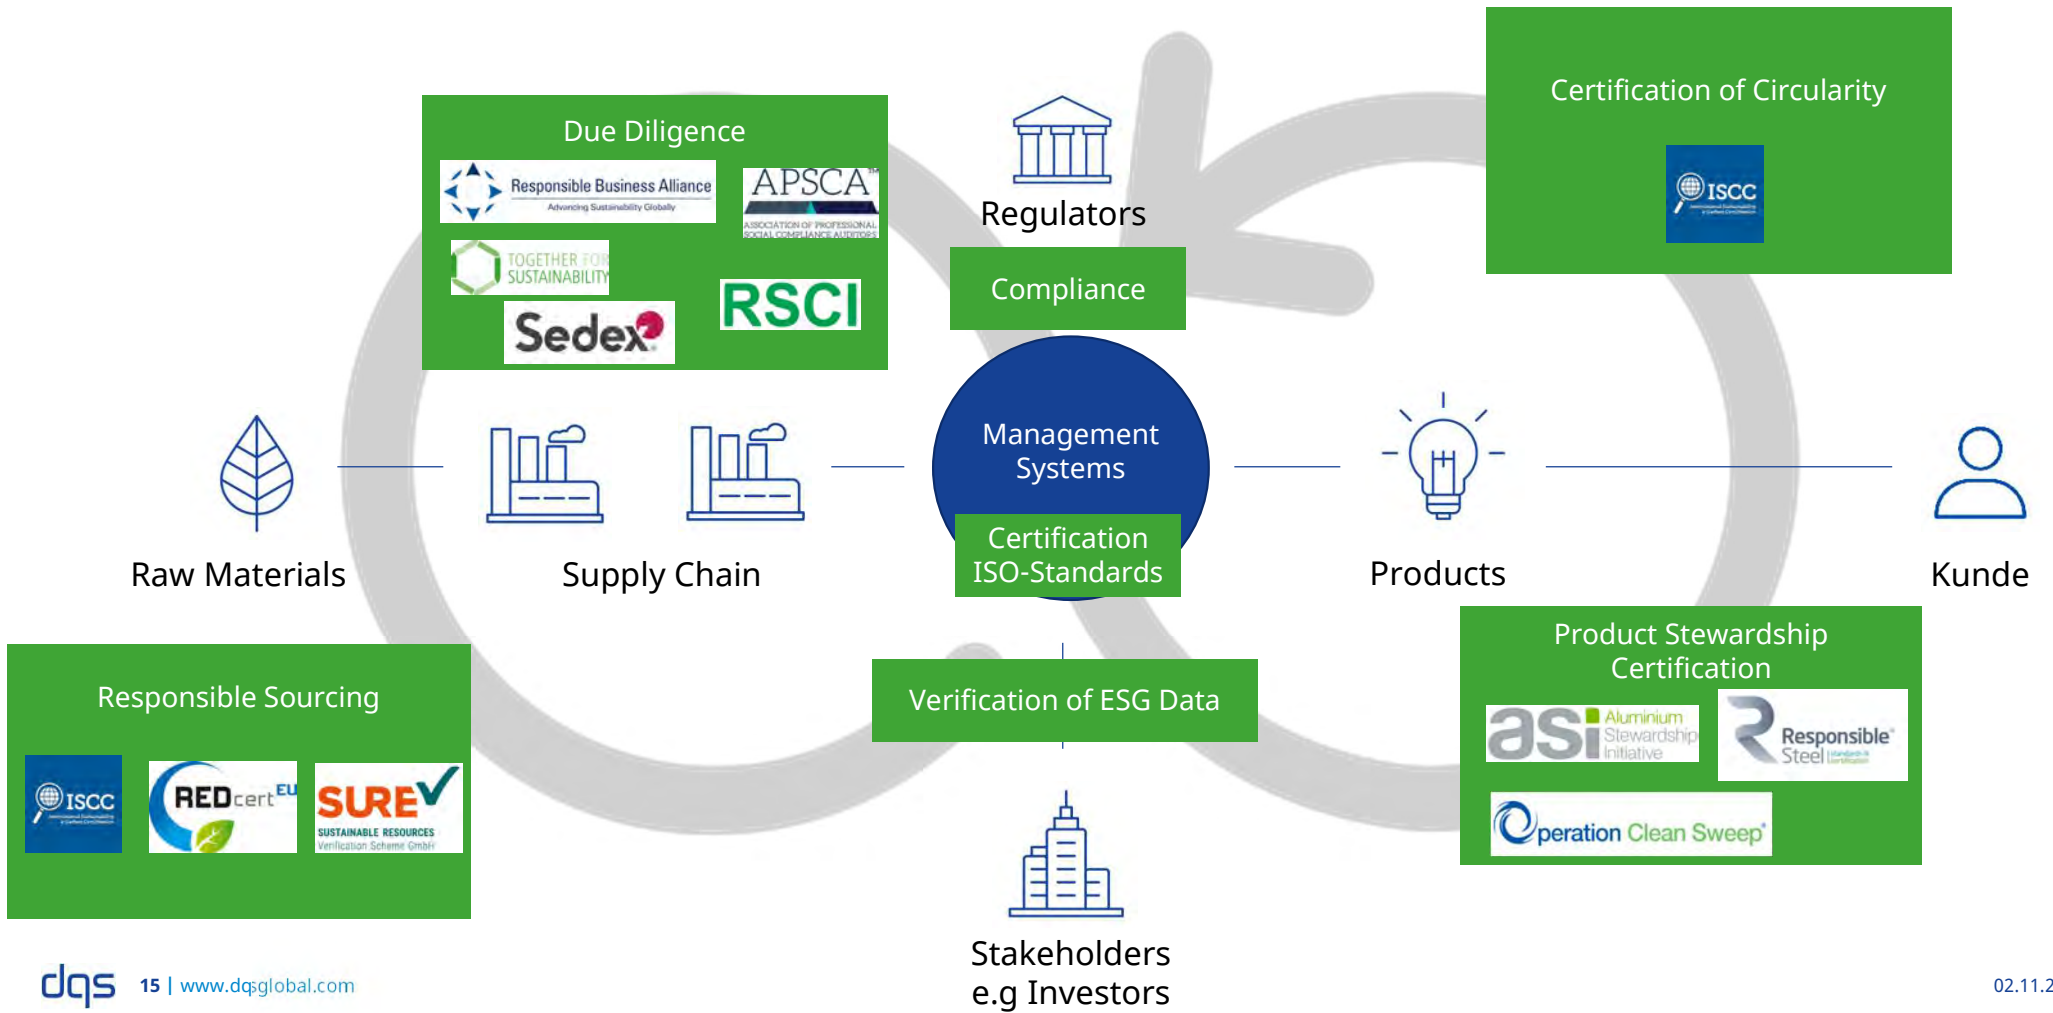 Certification of Circularity
ISCC
Due Diligence
Responsible Business Alliance
Advancing Sustainability Globally
APSCA™
ASSOCIATION OF PROFESSIONAL
SOCIAL COMPLIANCE AUDITORS
TOGETHER FOR
SUSTAINABILITY
Sedex
RSCI
Regulators
Compliance
Management
Systems
Certification
ISO-Standards
Raw Materials
Supply Chain
Products
Kunde
Responsible Sourcing
ISCC
REDcert EU
SURE
SUSTAINABLE RESOURCES
Verification Scheme GmbH
Verification of ESG Data
Product Stewardship
Certification
asi
Aluminium
Stewardship
Initiative
Responsible®
Steel
Operation Clean Sweep®
Stakeholders
e.g Investors
dqs
15 | www.dqsglobal.com
02.11.2